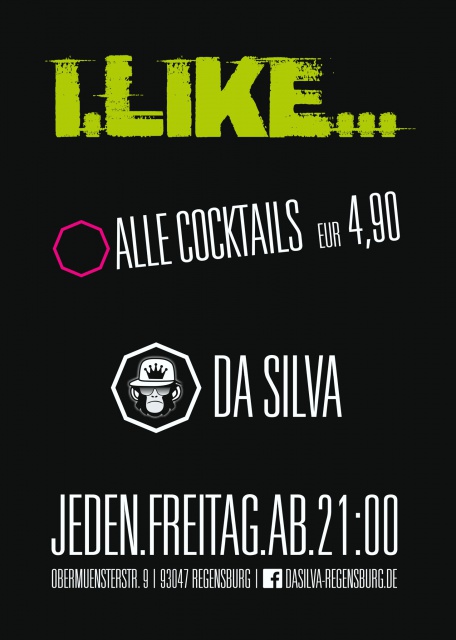 I.LIKE...
ALLE COCKTAILS EUR 4,90
DA SILVA
JEDEN.FREITAG.AB.21:00
OBERMUENSTERSTR. 9 | 93047 REGENSBURG | f DASILVA-REGENSBURG.DE